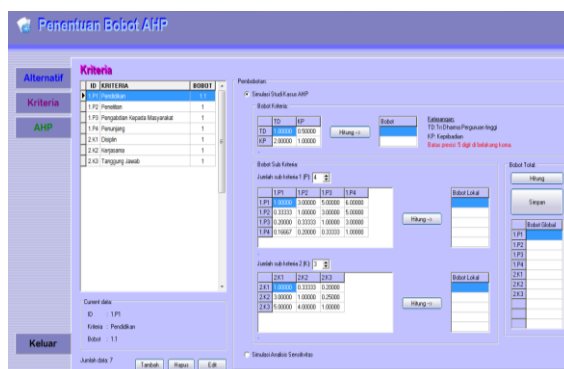 Penentuan Bobot AHP
Alternatif
Kriteria
AHP
Keluar
Kriteria
ID KRITERIA BOBOT
1.P1 Pendidikan 1.1
1.P2 Penelitian 1
1.P3 Pengabdian Kepada Masyarakat 1
1.P4 Penunjang 1
2.K1 Disiplin 1
2.K2 Kerjasama 1
2.K3 Tanggung Jawab 1
Current data:
ID : 1.P1
Kriteria : Pendidikan
Bobot : 1.1
Jumlah data: 7
Tambah Hapus Edit
Pembobotan:
Simulasi Studi Kasus AHP
Bobot Kriteria:
TD KP
TD 1.00000 0.50000
KP 2.00000 1.00000
Hitung -->
Bobot
Keterangan:
TD: Tri Dharma Perguruan tinggi
KP: Kepribadian
Batas presisi: 5 digit di belakang koma.
Bobot Sub Kriteria
Jumlah sub kriteria 1 (P): 4
1.P1 1.P2 1.P3 1.P4
1.P1 1.00000 3.00000 5.00000 6.00000
1.P2 0.33333 1.00000 3.00000 5.00000
1.P3 0.20000 0.33333 1.00000 3.00000
1.P4 0.16667 0.20000 0.33333 1.00000
Hitung -->
Bobot Lokal
Jumlah sub kriteria 2 (K): 3
2.K1 2.K2 2.K3
2.K1 1.00000 0.33333 0.20000
2.K2 3.00000 1.00000 0.25000
2.K3 5.00000 4.00000 1.00000
Hitung -->
Bobot Lokal
Simulasi Analisis Sensitivitas
Bobot Total:
Hitung
Simpan
Bobot Global
1.P1
1.P2
1.P3
1.P4
2.K1
2.K2
2.K3